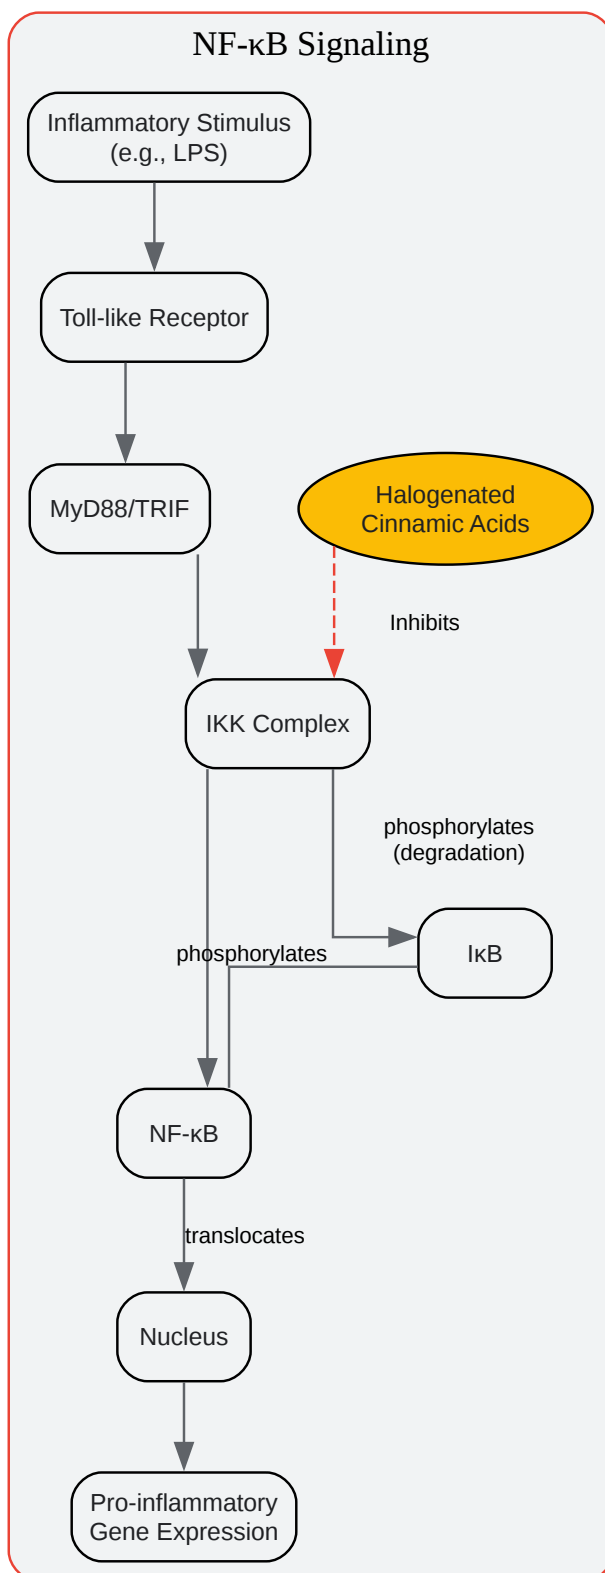 NF-κB Signaling
Inflammatory Stimulus
(e.g., LPS)
Toll-like Receptor
MyD88/TRIF
Halogenated
Cinnamic Acids
Inhibits
IKK Complex
phosphorylates
(degradation)
phosphorylates
IκB
NF-κB
translocates
Nucleus
Pro-inflammatory
Gene Expression